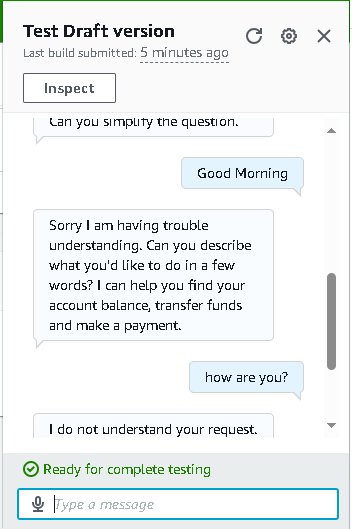 Test Draft version
Last build submitted: 5 minutes ago
Inspect
Can you simplify the question.
Good Morning
Sorry I am having trouble
understanding. Can you describe
what you'd like to do in a few
words? I can help you find your
account balance, transfer funds
and make a payment.
how are you?
I do not understand your request.
Ready for complete testing
Type a message